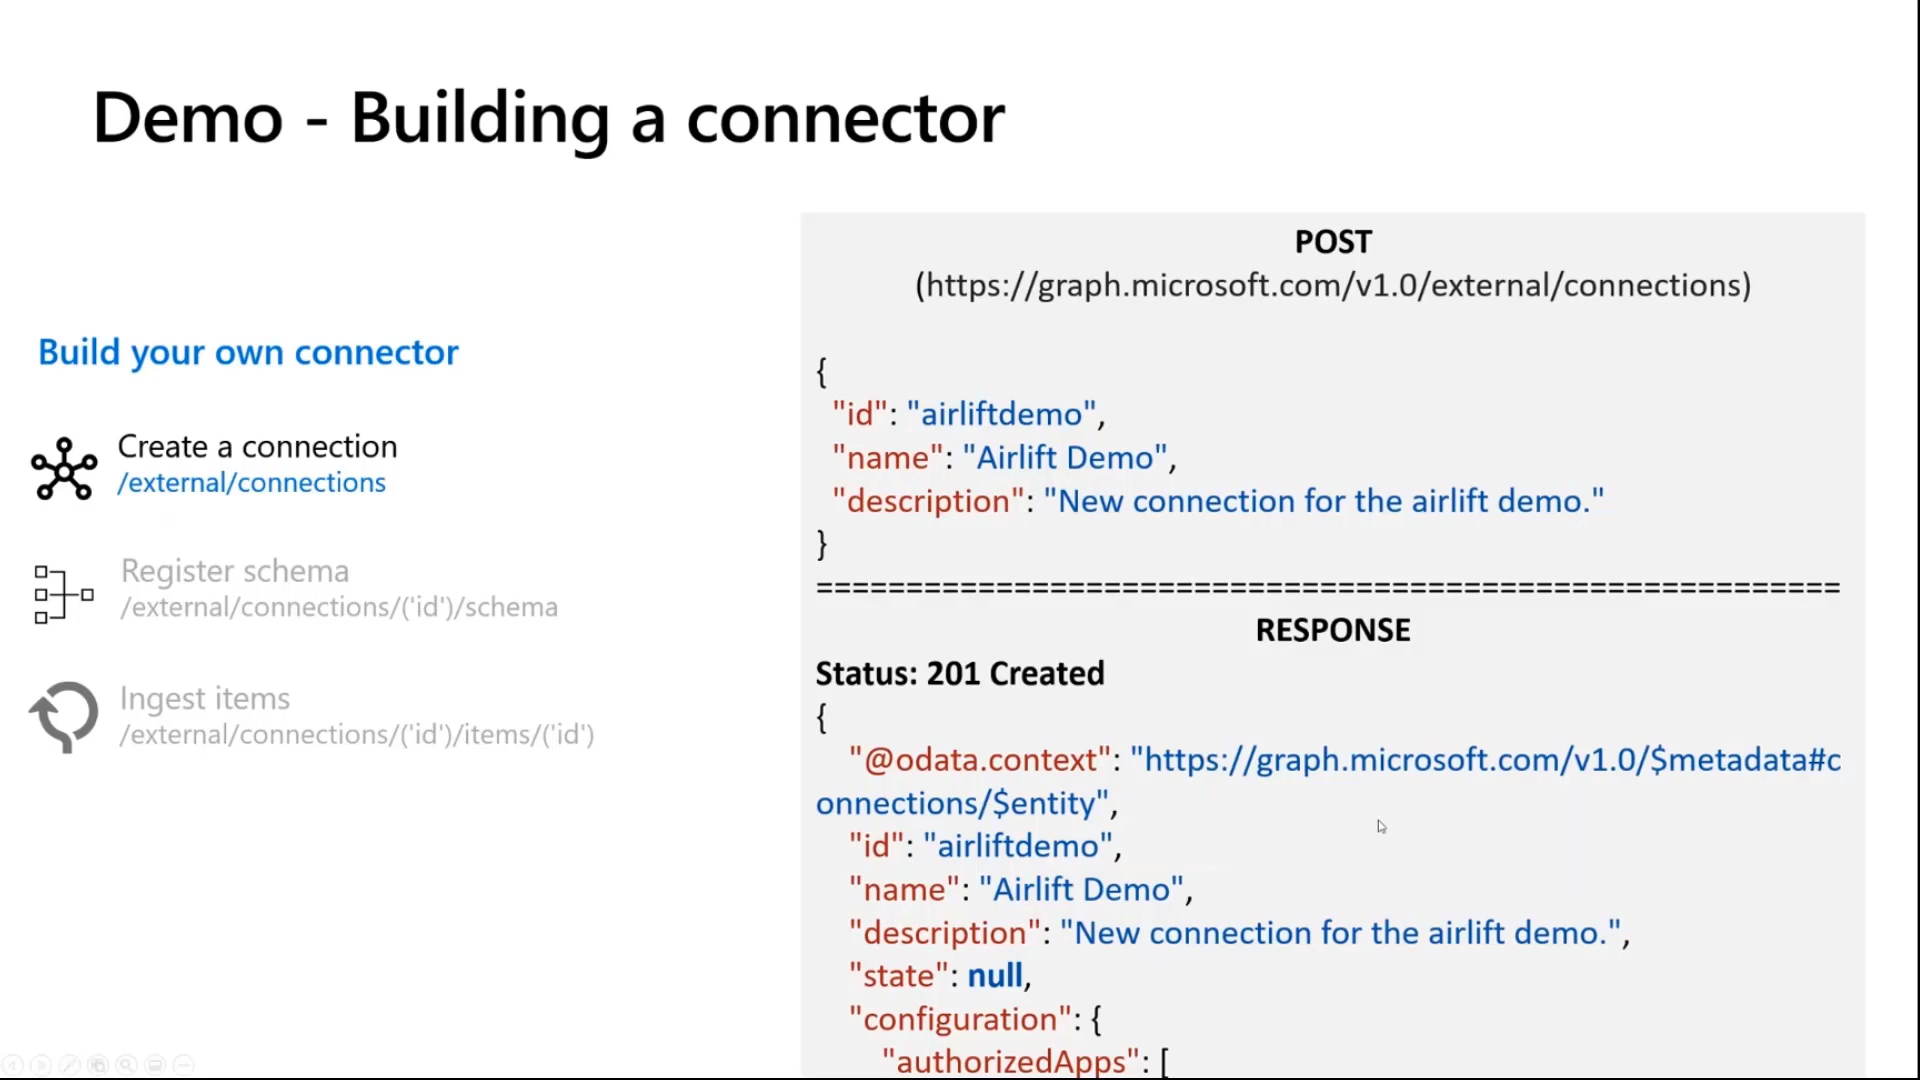 Demo - Building a connector
Build your own connector
Create a connection
/external/connections
Register schema
/external/connections/('id')/schema
Ingest items
/external/connections/('id')/items/('id')
POST
(https://graph.microsoft.com/v1.0/external/connections)
{
"id": "airliftdemo",
"name": "Airlift Demo",
"description": "New connection for the airlift demo."
}
===============================================================
RESPONSE
Status: 201 Created
{
"@odata.context": "https://graph.microsoft.com/v1.0/$metadata#c
onnections/$entity",
"id": "airliftdemo",
"name": "Airlift Demo",
"description": "New connection for the airlift demo.",
"state": null,
"configuration": {
"authorizedApps": [